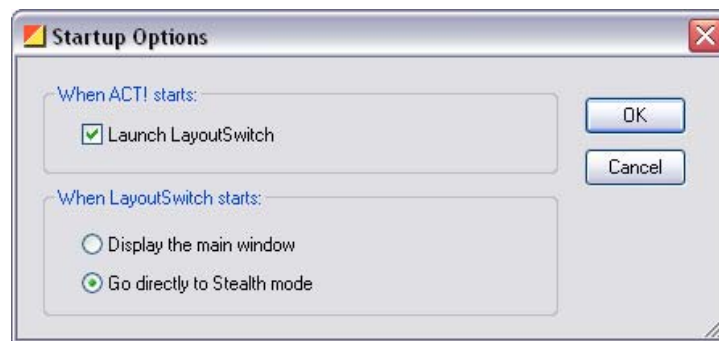 Startup Options
When ACT! starts:
Launch LayoutSwitch
OK
Cancel
When LayoutSwitch starts:
Display the main window
Go directly to Stealth mode